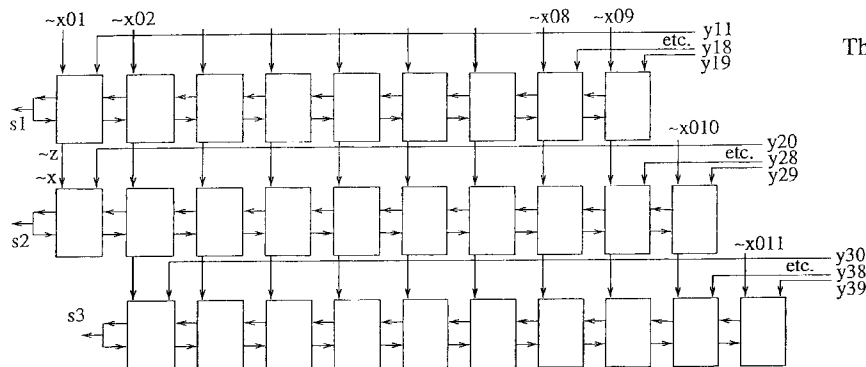 ~x01 ~x02 ~x08 ~x09
y11
etc. y18
y19
Th
s1
~z
~x
~x010
y20
etc. y28
y29
s2
~x011
y30
etc. y38
y39
s3